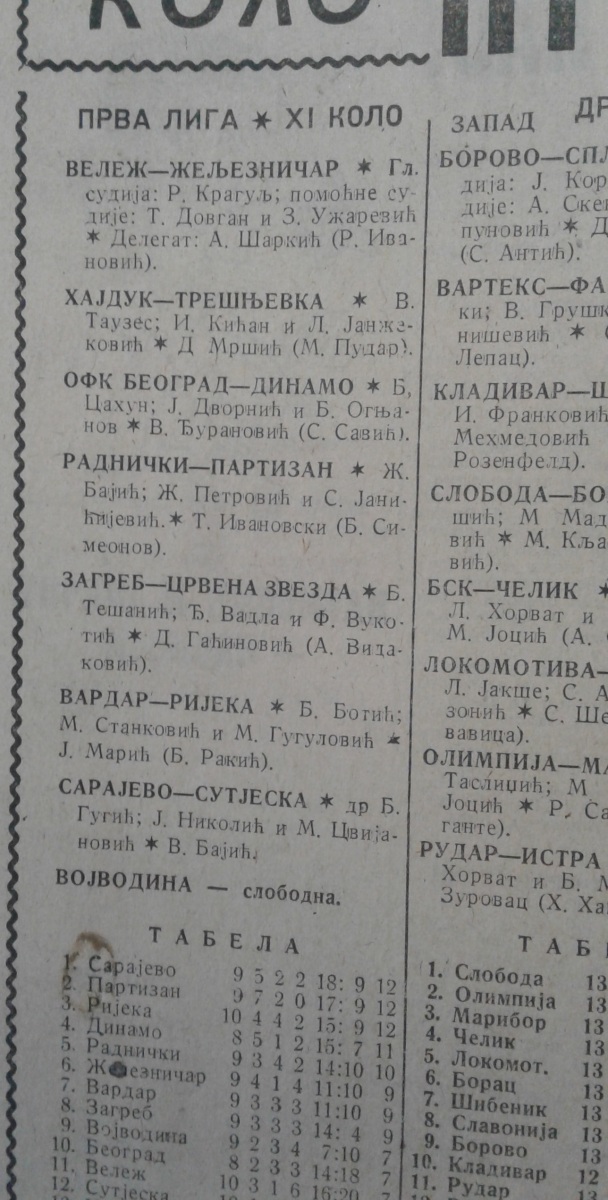 КОЛО
ПРВА ЛИГА ✶ XI КОЛО
ВЕЛЕЖ—ЖЕЉЕЗНИЧАР ✶ Гл.
судија: Р. Крагуљ; помоћне су-
дије: Т. Довган и З. Ужаревић
✶ Делегат: А. Шаркић (Р. Ива-
новић).
ХАЈДУК—ТРЕШЊЕВКА ✶ В.
Таузес; И. Кићан и Л. Јанже-
ковић ✶ Д Мршић (М. Пудар).
ОФК БЕОГРАД—ДИНАМО ✶ Б,
Цахун; Ј. Дворнић и Б. Огња-
нов ✶ В. Ђурановић (С. Савић).
РАДНИЧКИ—ПАРТИЗАН ✶ Ж.
Бајић; Ж. Петровић и С. Јани-
ћијевић. ✶ Т. Ивановски (Б. Си-
меонов).
ЗАГРЕБ—ЦРВЕНА ЗВЕЗДА ✶ Б.
Тешанић; Ђ. Вадла и Ф. Вуко-
тић ✶ Д. Гаћиновић (А. Вида-
ковић).
ВАРДАР—РИЈЕКА ✶ Б. Ботић;
М. Станковић и М. Гугуловић ✶
Ј. Марић (Б. Ракић).
САРАЈЕВО—СУТЈЕСКА ✶ др Б.
Гугић; Ј. Николић и М. Цвија-
новић ✶ В. Бајић.
ВОЈВОДИНА — слободна.
ТАБЕЛА
1. Сарајево 9 5 2 2 18: 9 12
2. Партизан 9 7 2 0 17: 9 12
3. Ријека 10 4 4 2 15: 9 12
4. Динамо 8 5 1 2 15: 7 11
5. Раднички 9 3 4 2 14:10 10
6. Ж езничар 9 4 1 4 11:10 9
7. Вардар 9 3 3 3 11:10 9
8. Загреб 9 3 3 3 14: 4 9
9. Војводина 9 2 3 4 7:10 7
10. Београд 8 2 3 3 14:18 7
11. Вележ 10 3 1 6 16:20 7
12. Сутјеска
ДР
ЗАПАД
БОРОВО—СПЛ
дија: Ј. Кор
дије: А. Скен
пуновић ✶ Д
(С. Антић).
ВАРТЕКС—ФА
ки; В. Грушк
нишевић ✶
Лепац).
КЛАДИВАР—Ш
И. Франковић
Мехмедовић
Розенфелд).
СЛОБОДА—БО
шић; М Мад
вић ✶ М. Кља
вић).
БСК—ЧЕЛИК ✶
Л. Хорват и
М. Јоцић (А.
ЛОКОМОТИВА—
Л. Јакше; С. А
зонић ✶ С. Ше
вавица).
ОЛИМПИЈА—МА
Таслиџић; М
Јоцић ✶ Р. Са
ганте).
РУДАР—ИСТРА
Хорват и Б. М
Зуровац (Х. Ха
ТАБ
1. Слобода 13
2. Олимпија 13
3. Марибор 13
4. Челик 13
5. Локомот. 13
6. Борац 13
7. Шибеник 13
8. Славонија 13
9. Борово 13
10. Кладивар 12
11. Рудар 13